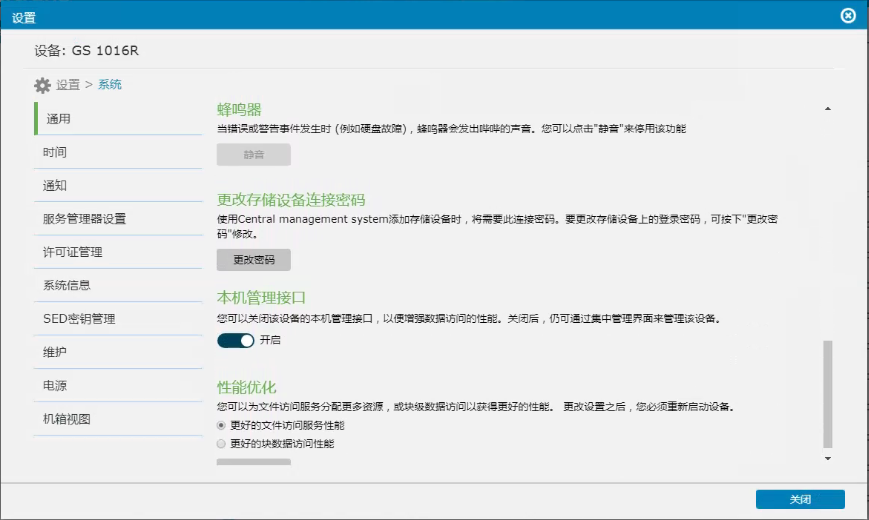 设置
设备: GS 1016R
设置 > 系统
通用
时间
通知
服务管理器设置
许可证管理
系统信息
SED密钥管理
维护
电源
机箱视图
蜂鸣器
当错误或警告事件发生时 (例如硬盘故障)，蜂鸣器会发出哔哔的声音。您可以点击"静音"来停用该功能
静音
更改存储设备连接密码
使用Central management system添加存储设备时，将需要此连接密码。要更改存储设备上的登录密码，可按下"更改密
码"修改。
更改密码
本机管理接口
您可以关闭该设备的本机管理接口，以便增强数据访问的性能。关闭后，仍可通过集中管理界面来管理该设备。
开启
性能优化
您可以为文件访问服务分配更多资源，或块级数据访问以获得更好的性能。 更改设置之后，您必须重新启动设备。
更好的文件访问服务性能
更好的块数据访问性能
关闭